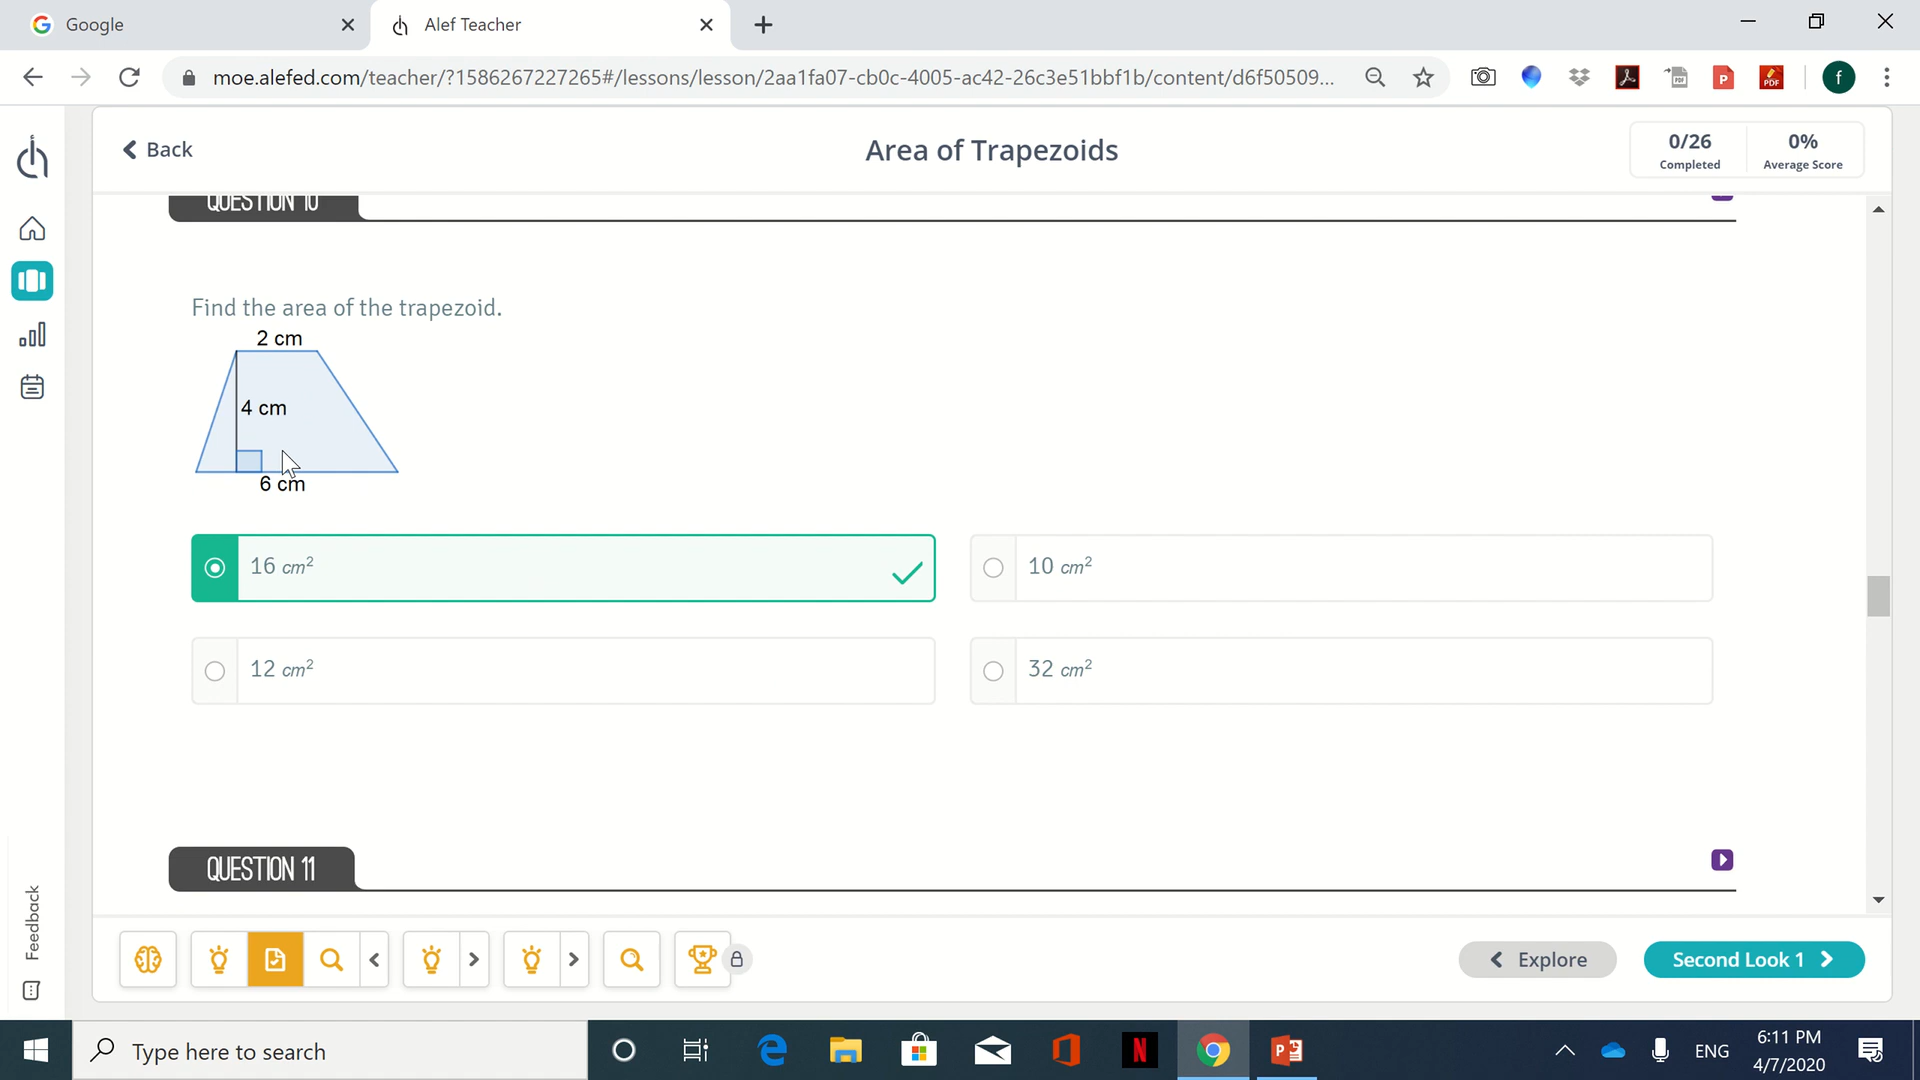 Google
Alef Teacher
moe.alefed.com/teacher/?1586267227265#/lessons/lesson/2aa1fa07-cb0c-4005-ac42-26c3e51bbf1b/content/d6f50509...
f
Back
Area of Trapezoids
0/26
Completed
0%
Average Score
QUESTION 10
Find the area of the trapezoid.
2 cm
4 cm
6 cm
16 cm²
10 cm²
12 cm²
32 cm²
QUESTION 11
Feedback
Explore
Second Look 1
Type here to search
ENG
6:11 PM
4/7/2020